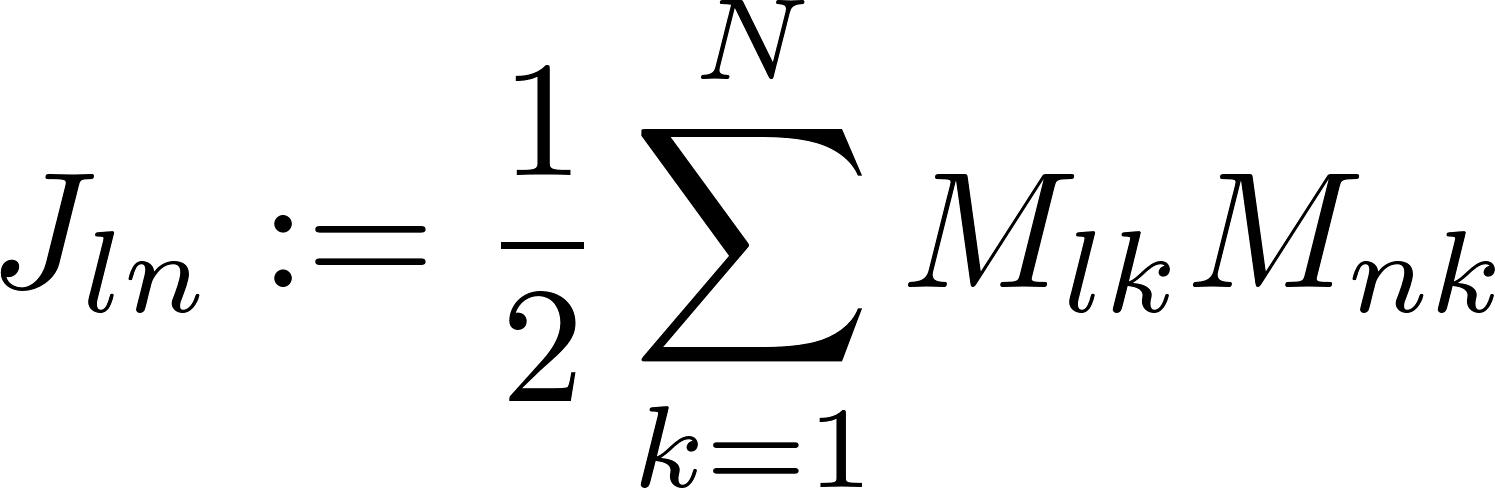 J_{ln} := \frac{1}{2} \sum_{k=1}^{N} M_{lk} M_{nk}